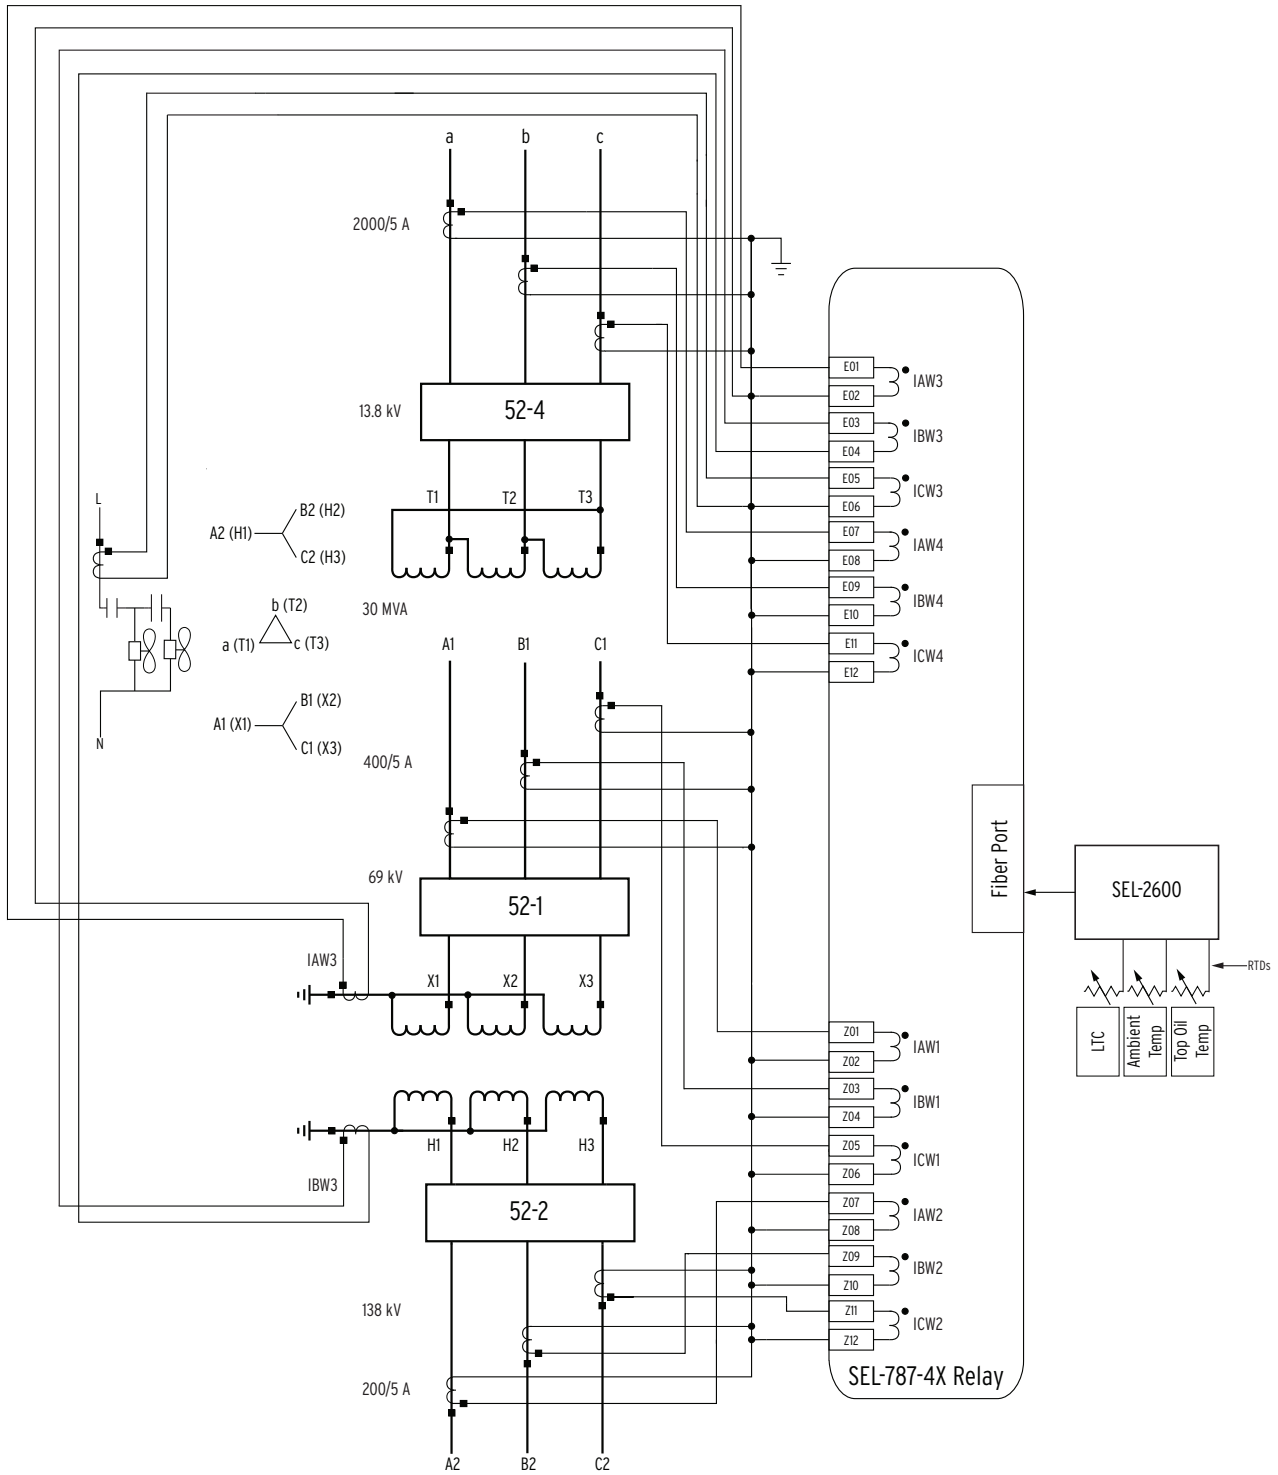 a
b
c
2000/5 A
13.8 kV
52-4
E01
IAW3
E02
E03
IBW3
E04
E05
ICW3
E06
E07
IAW4
E08
E09
IBW4
E10
E11
ICW4
E12
T1
T2
T3
L
A2 (H1)
B2 (H2)
C2 (H3)
30 MVA
b (T2)
a (T1)
c (T3)
A1
B1
C1
B1 (X2)
A1 (X1)
C1 (X3)
N
400/5 A
69 kV
52-1
Fiber Port
SEL-2600
RTDs
LTC
Ambient
Temp
Top Oil
Temp
IAW3
X1
X2
X3
Z01
IAW1
Z02
Z03
IBW1
Z04
Z05
ICW1
Z06
Z07
IAW2
Z08
Z09
IBW2
Z10
Z11
ICW2
Z12
H1
H2
H3
IBW3
52-2
138 kV
200/5 A
SEL-787-4X Relay
A2
B2
C2